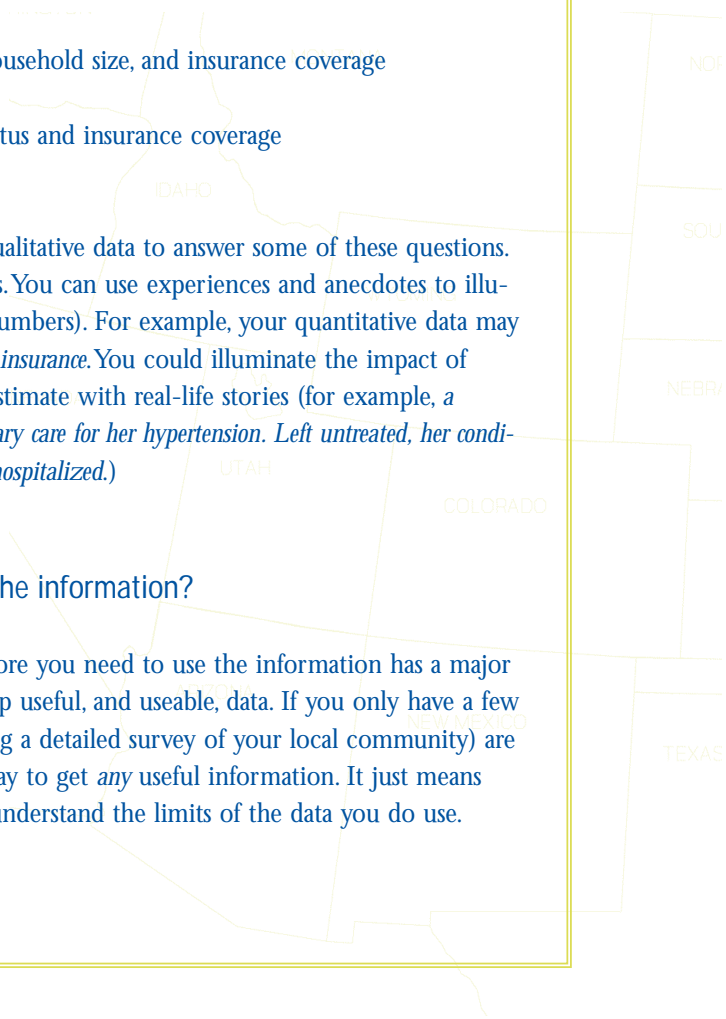 ousehold size, and insurance coverage
tus and insurance coverage
IDAHO
NOR
SOU
ualitative data to answer some of these questions.
s. You can use experiences and anecdotes to illu-
umbers). For example, your quantitative data may
insurance. You could illuminate the impact of
stimate with real-life stories (for example, a
ary care for her hypertension. Left untreated, her condi-
hospitalized.)
NEBRA
UTAH
COLORADO
he information?
ore you need to use the information has a major
p useful, and useable, data. If you only have a few
NEW MEXICO
g a detailed survey of your local community) are
TEXAS
ay to get any useful information. It just means
understand the limits of the data you do use.